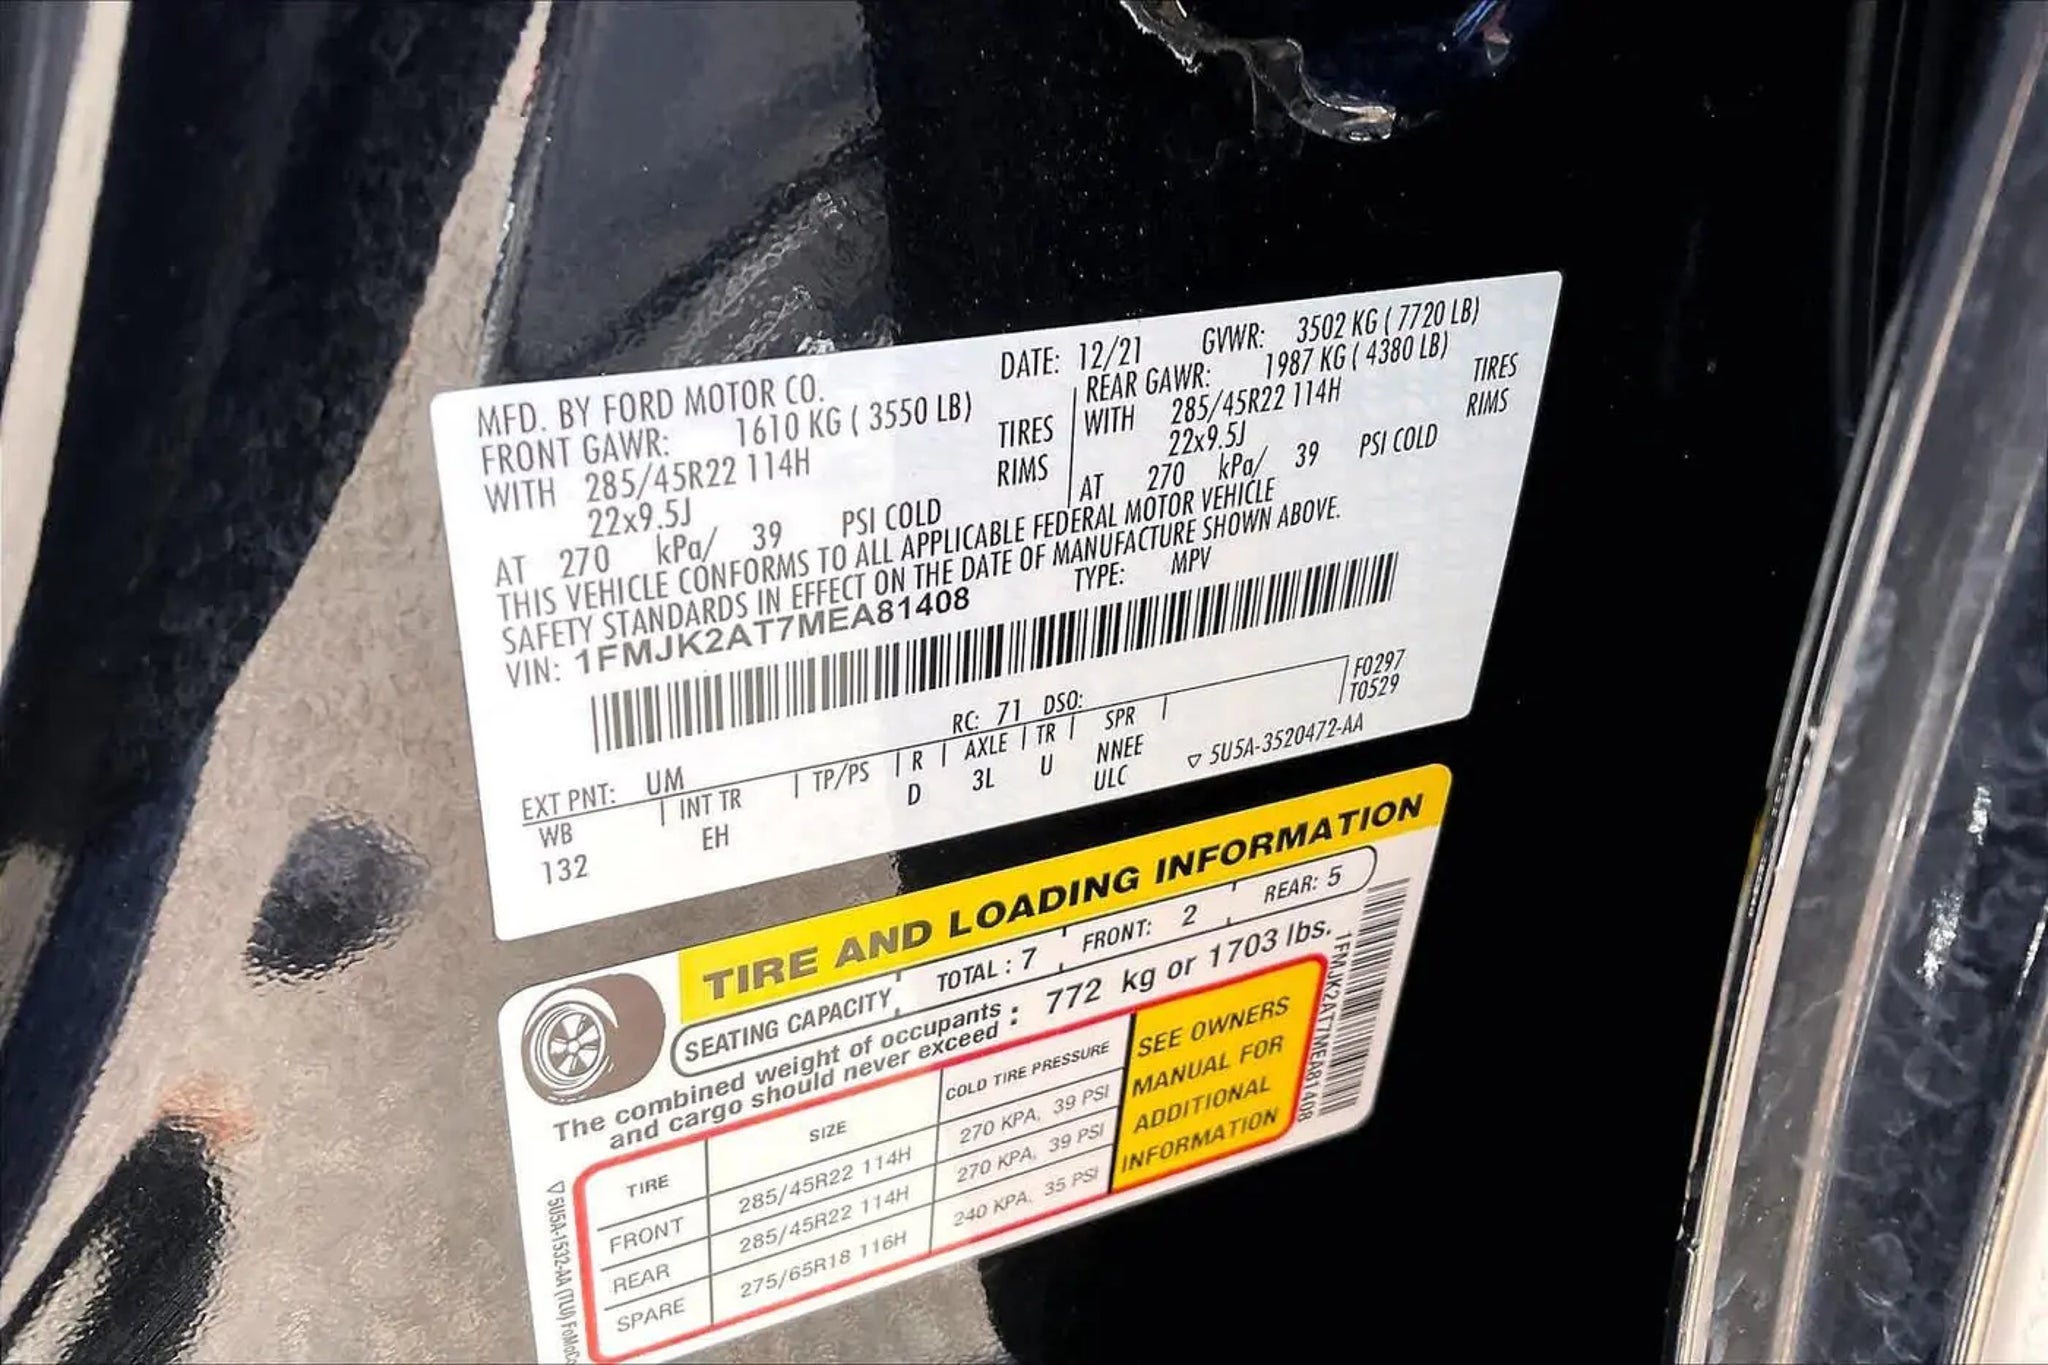 DATE: 12/21 GVWR: 3502 KG ( 7720 LB)
MFD. BY FORD MOTOR CO.
FRONT GAWR: 1610 KG ( 3550 LB)
WITH 285/45R22 114H TIRES
22x9.5J RIMS
AT 270 kPa/ 39 PSI COLD
REAR GAWR: 1987 KG ( 4380 LB)
WITH 285/45R22 114H TIRES
22x9.5J RIMS
AT 270 kPa/ 39 PSI COLD
THIS VEHICLE CONFORMS TO ALL APPLICABLE FEDERAL MOTOR VEHICLE
SAFETY STANDARDS IN EFFECT ON THE DATE OF MANUFACTURE SHOWN ABOVE.
VIN: 1FMJK2AT7MEA81408 TYPE: MPV
F0297
T0529
EXT PNT: UM RC: 71 DSO:
WB INT TR TP/PS R AXLE TR SPR
132 EH D 3L U NNEE
ULC
▽ 5U5A-3520472-AA
TIRE AND LOADING INFORMATION
SEATING CAPACITY TOTAL : 7 FRONT: 2 REAR: 5
The combined weight of occupants
and cargo should never exceed : 772 kg or 1703 lbs.
TIRE SIZE COLD TIRE PRESSURE
FRONT 285/45R22 114H 270 KPA, 39 PSI
REAR 285/45R22 114H 270 KPA, 39 PSI
SPARE 275/65R18 116H 240 KPA, 35 PSI
SEE OWNERS
MANUAL FOR
ADDITIONAL
INFORMATION
1FMJK2AT7MEA81408
▽ 5U5A-1532-AA (TLU) FoMoCo